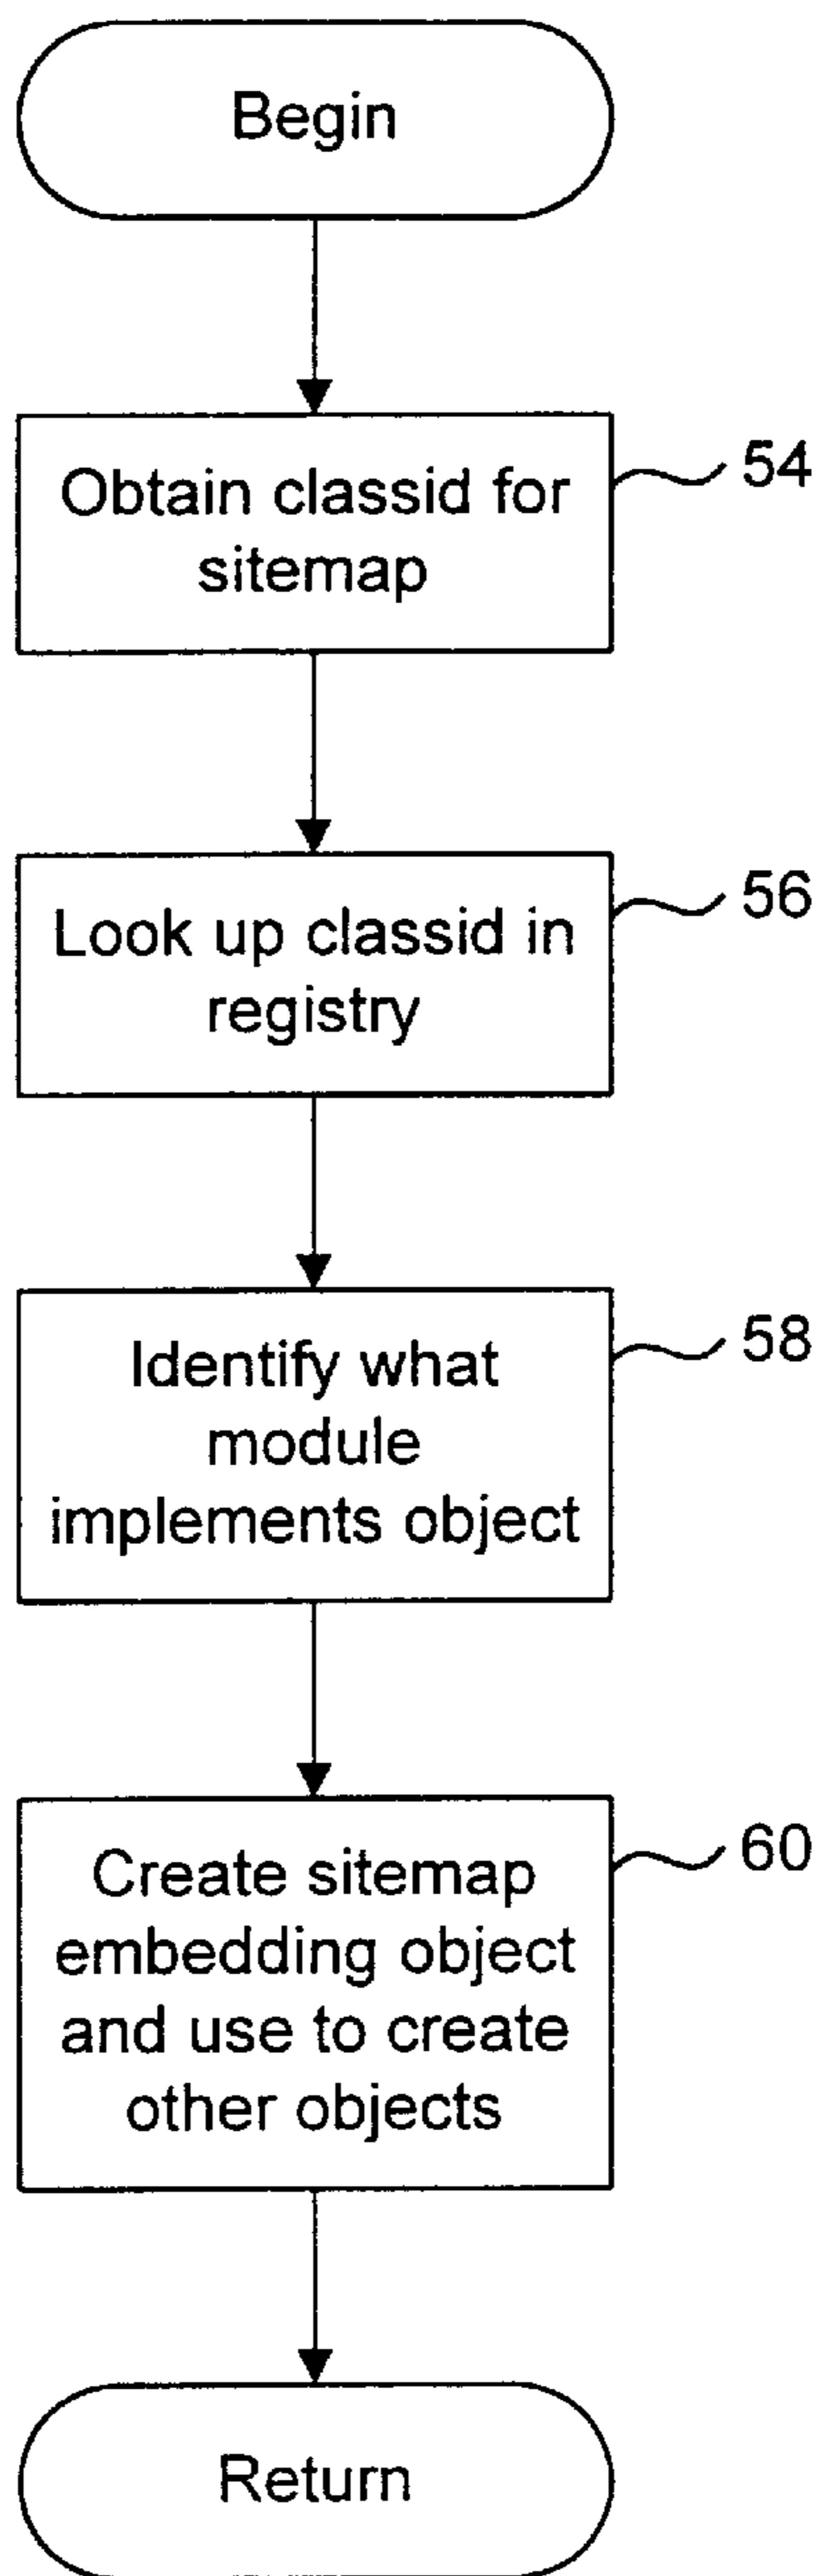 Begin
Obtain classid for
sitemap
54
Look up classid in
registry
56
Identify what
module
implements object
58
Create sitemap
embedding object
and use to create
other objects
60
Return